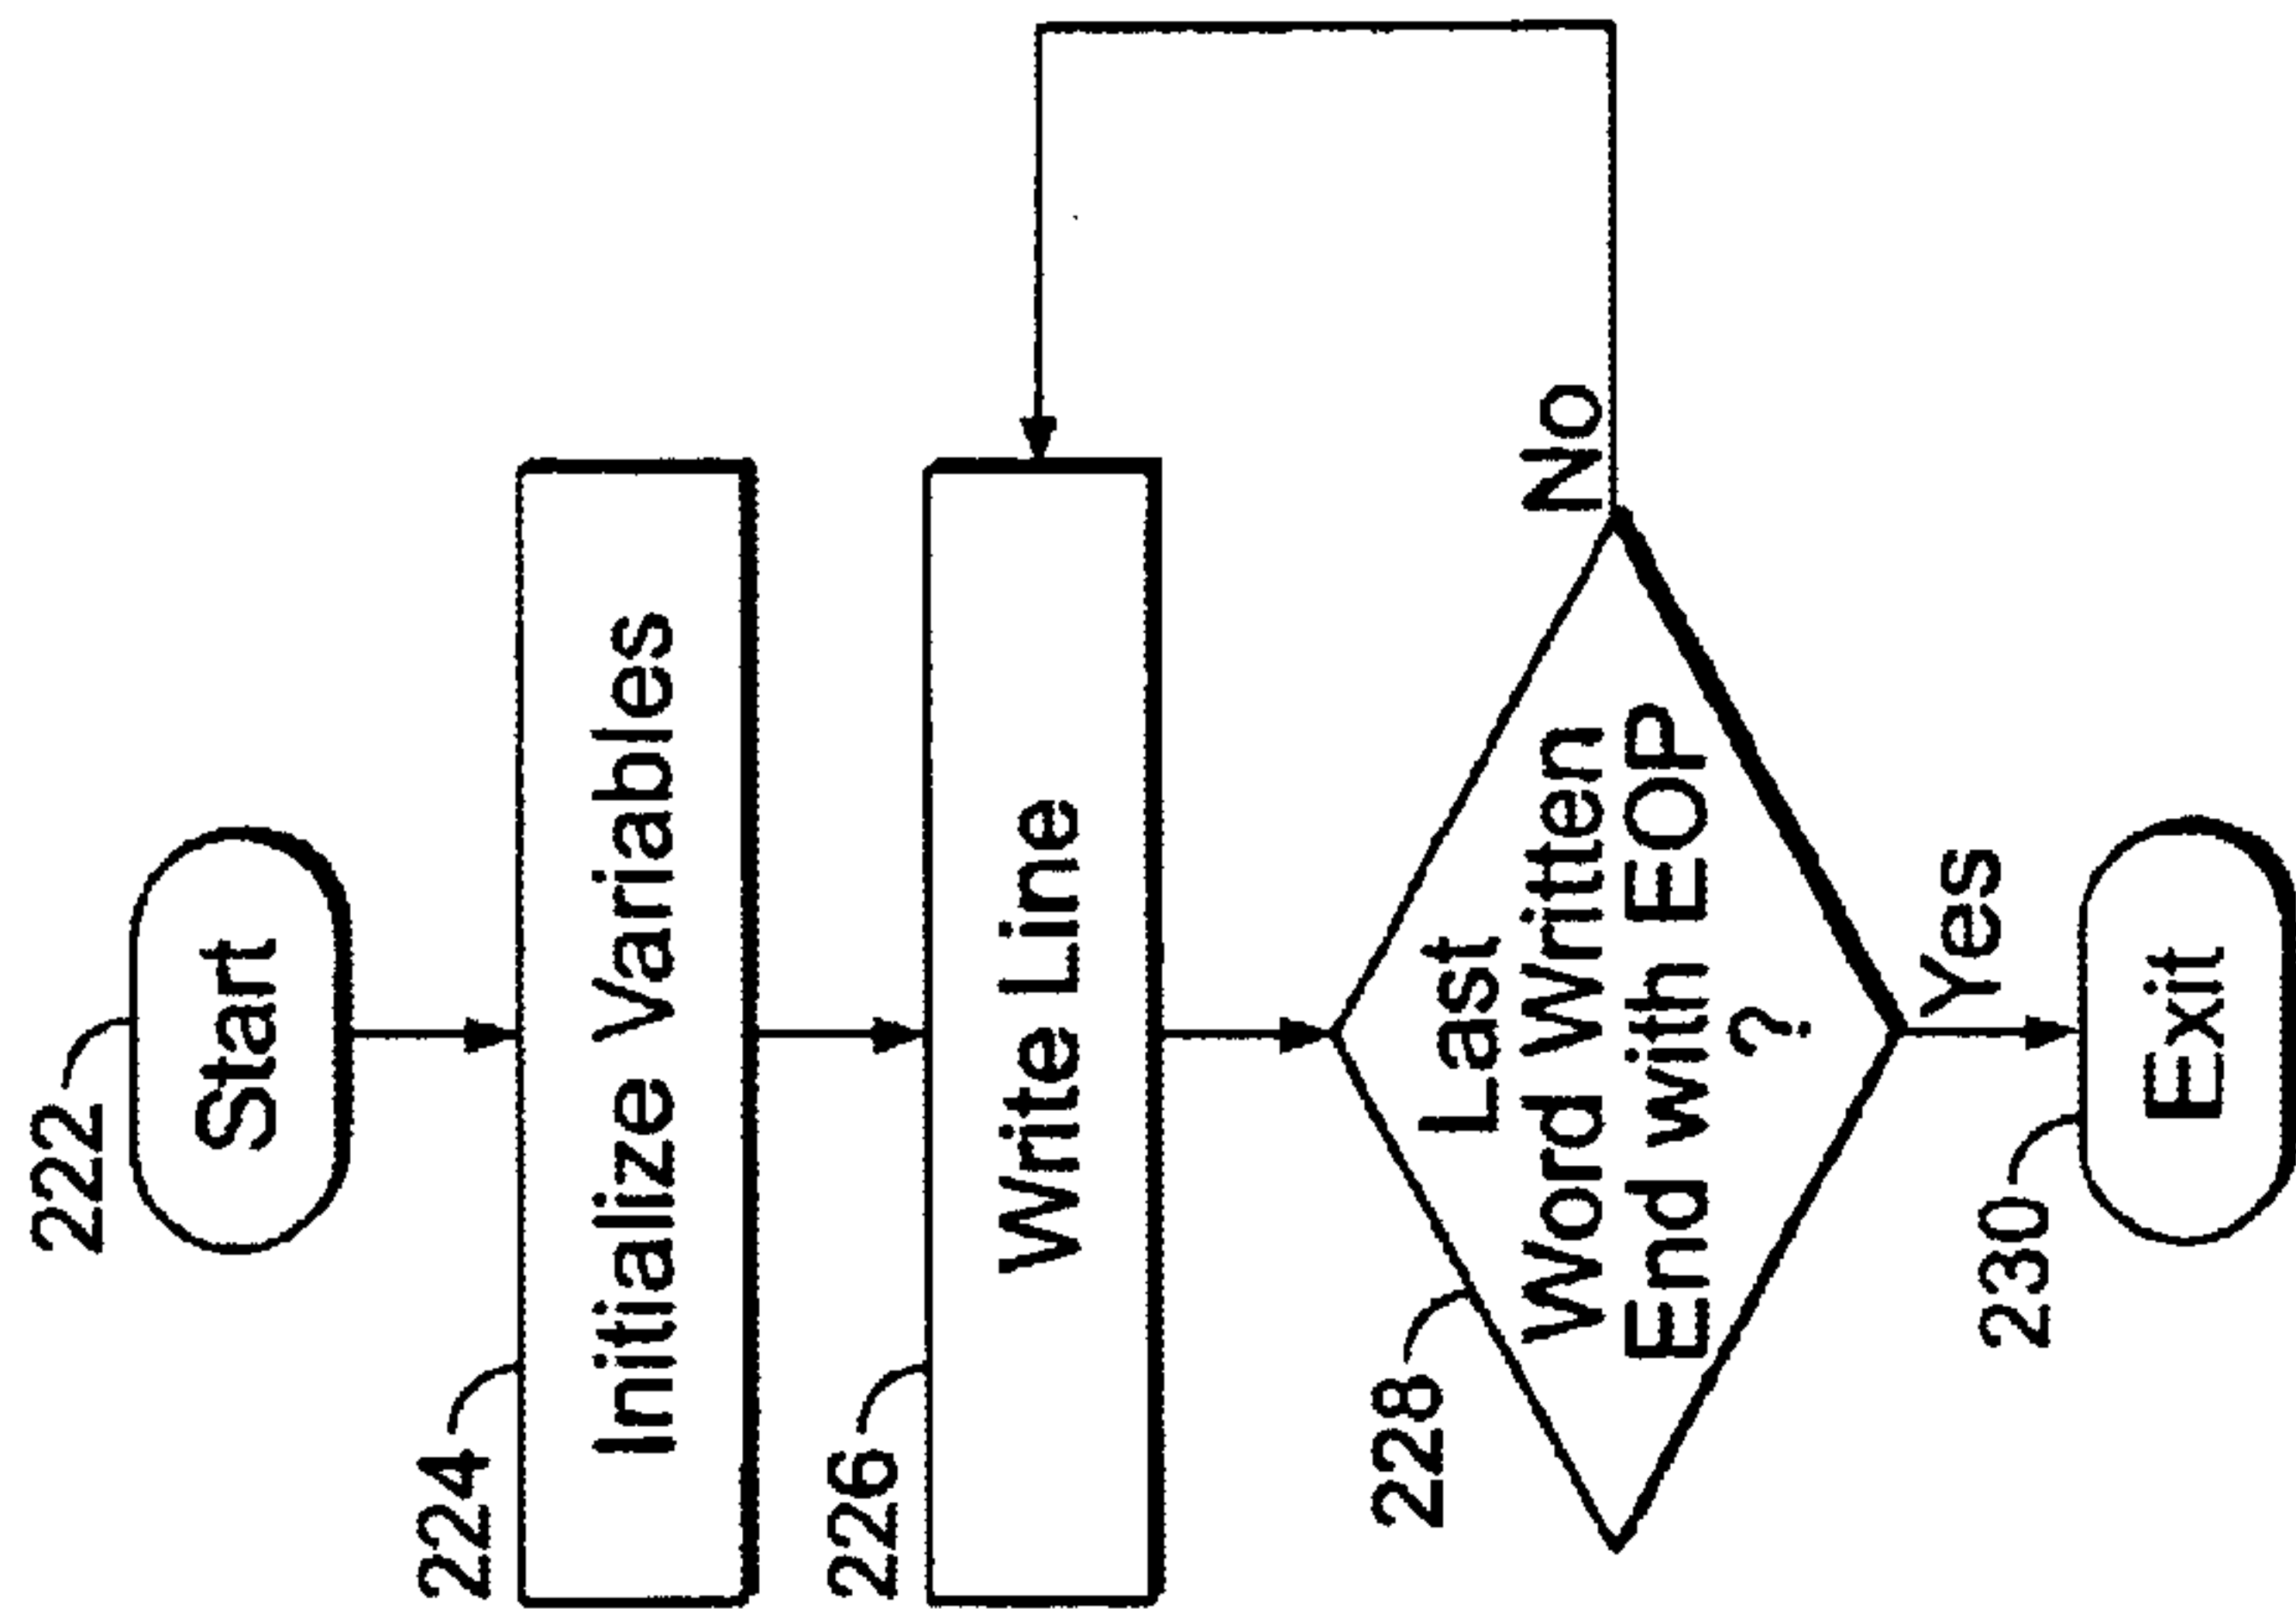 222
Start
224
Initialize Variables
226
Write Line
228
Last
Word Written
End with EOP
?
No
Yes
230
Exit